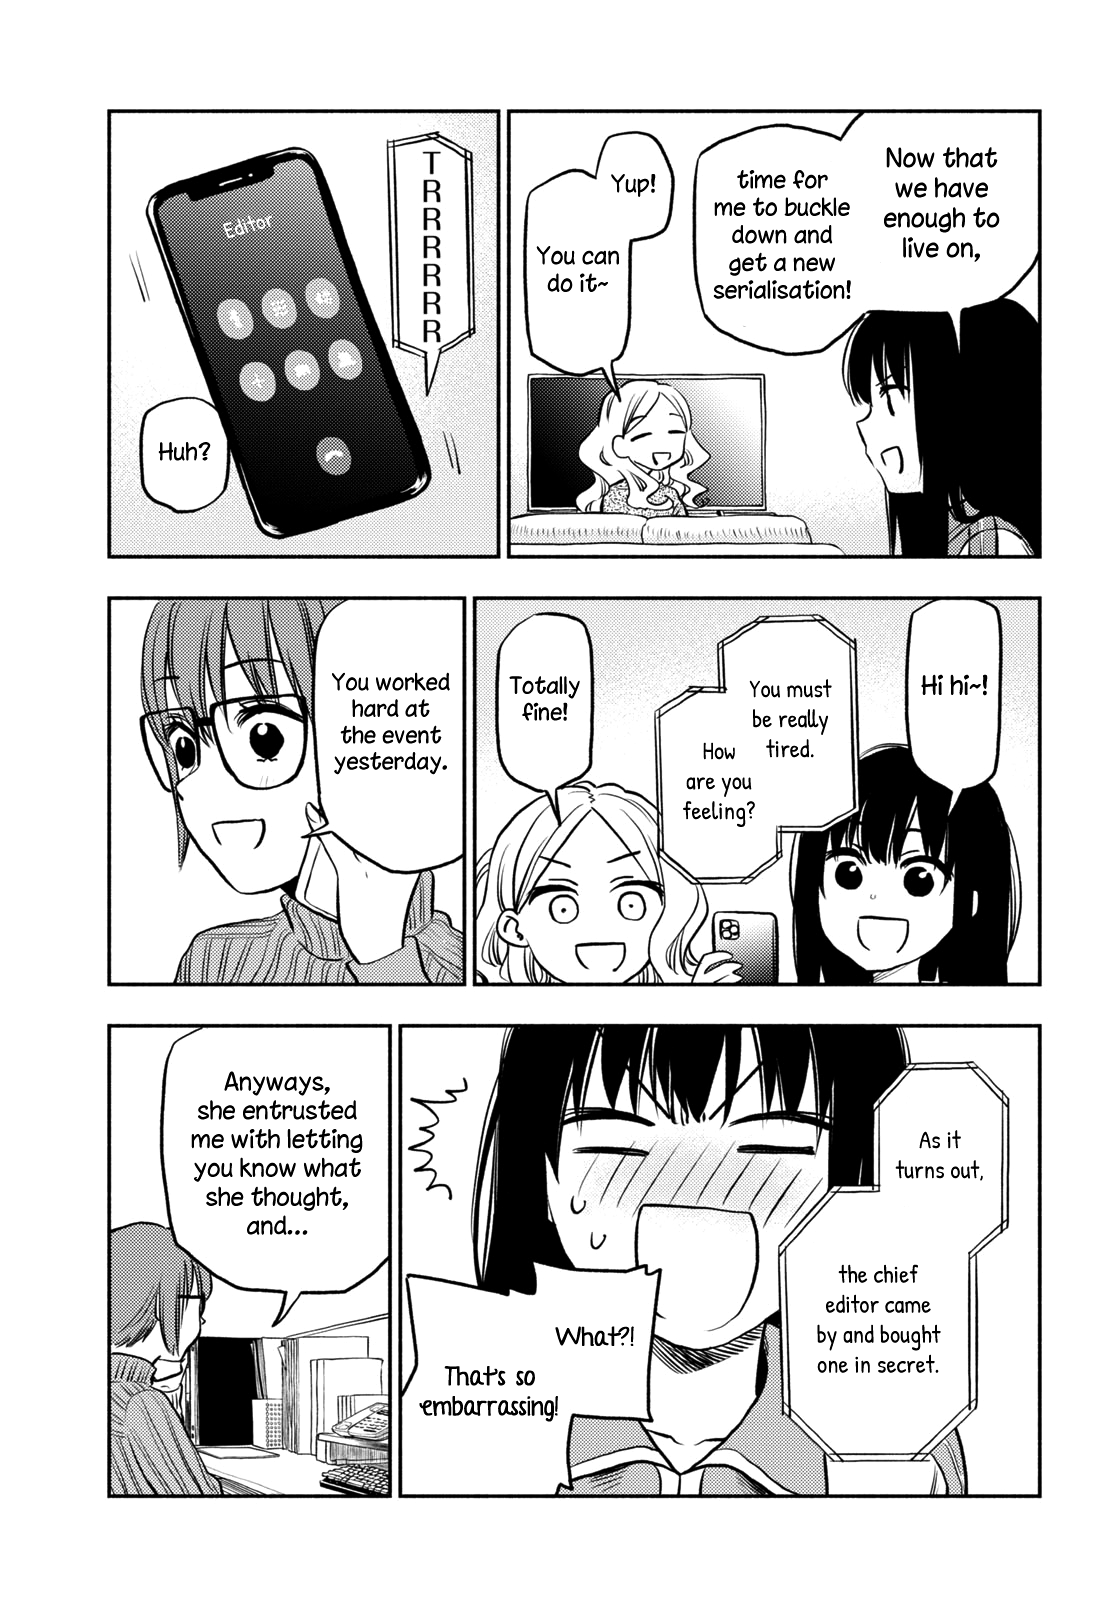 Now that
we have
enough to
live on,
time for
me to buckle
down and
get a new
serialisation!
Yup!
You can
do it~
TRRRRRR
Editor
Huh?
Hi hi~!
You must
be really
tired.
How
are you
feeling?
Totally
fine!
You worked
hard at
the event
yesterday.
As it
turns out,
the chief
editor came
by and bought
one in secret.
What?!
That's so
embarrassing!
Anyways,
she entrusted
me with letting
you know what
she thought,
and...